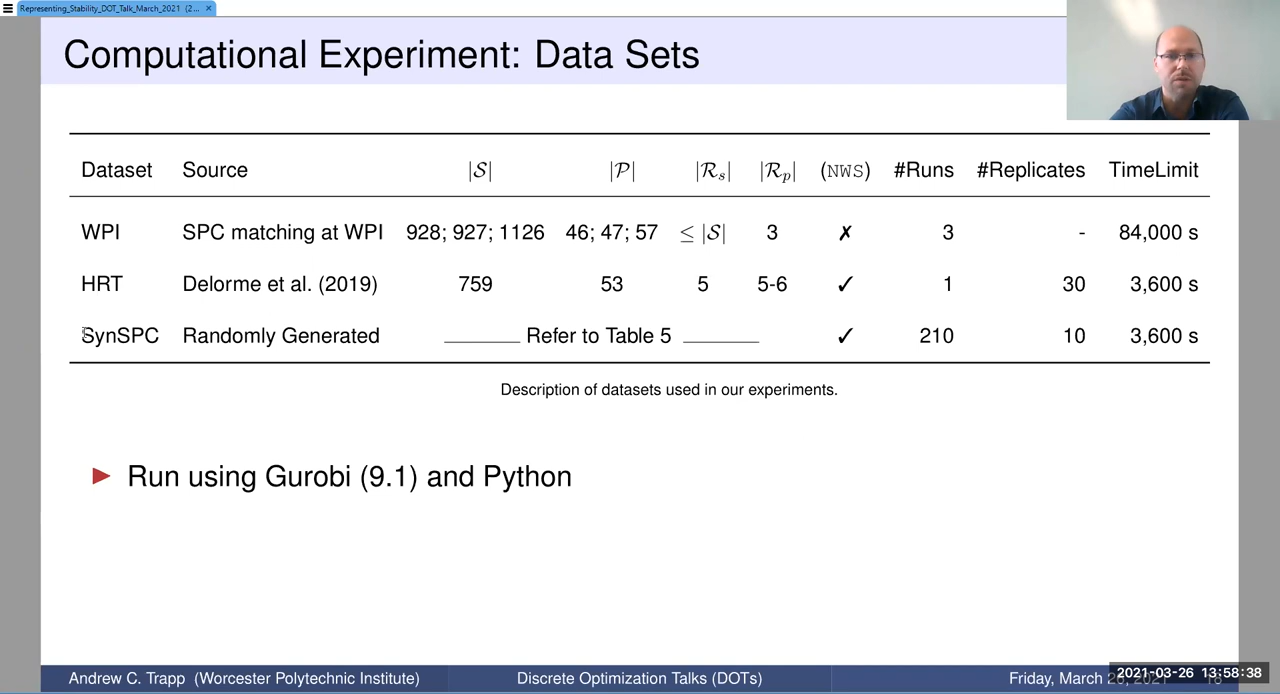 Representing_Stability_DOT_Talk_March_2021 (2... ×
Computational Experiment: Data Sets
Dataset Source |S| |P| |Rs| |Rp| (NWS) #Runs #Replicates TimeLimit
WPI SPC matching at WPI 928; 927; 1126 46; 47; 57 ≤ |S| 3 ✗ 3 - 84,000 s
HRT Delorme et al. (2019) 759 53 5 5-6 ✓ 1 30 3,600 s
SynSPC Randomly Generated Refer to Table 5 ✓ 210 10 3,600 s
Description of datasets used in our experiments.
Run using Gurobi (9.1) and Python
Andrew C. Trapp (Worcester Polytechnic Institute) Discrete Optimization Talks (DOTs) Friday, March
2021-03-26 13:58:38